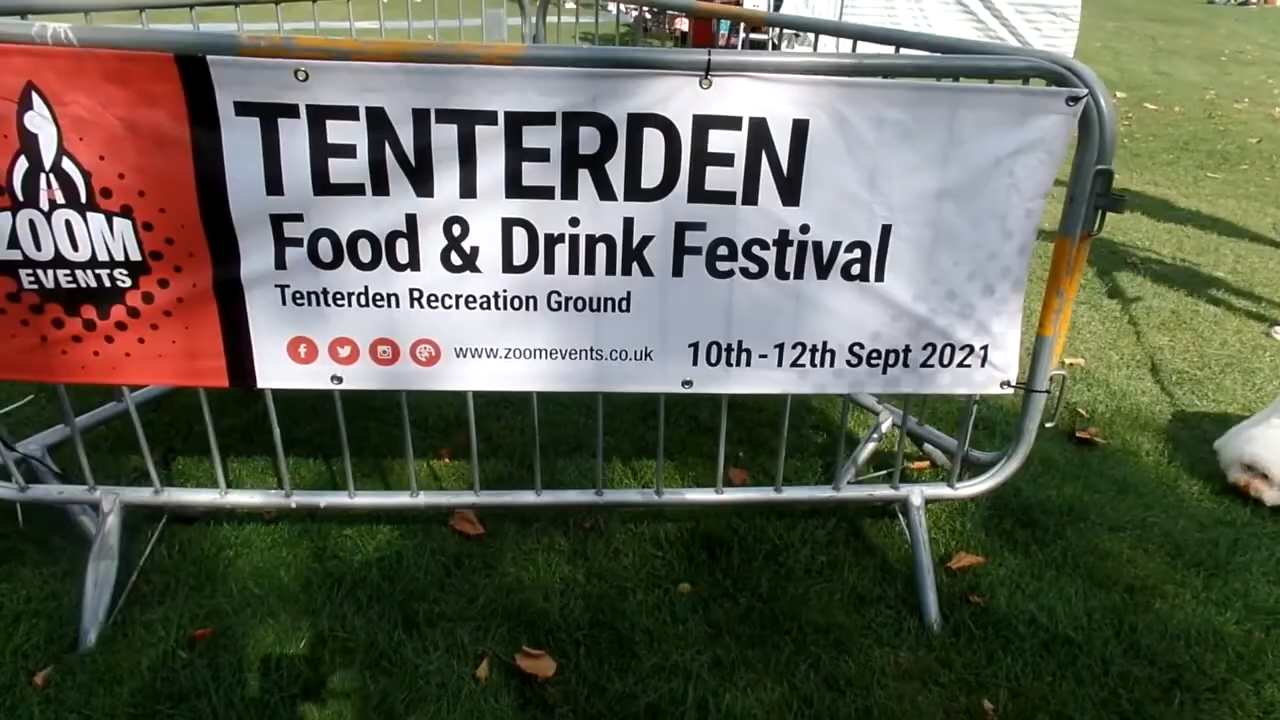 ZOOM
EVENTS
TENTERDEN
Food & Drink Festival
Tenterden Recreation Ground
www.zoomevents.co.uk
10th - 12th Sept 2021